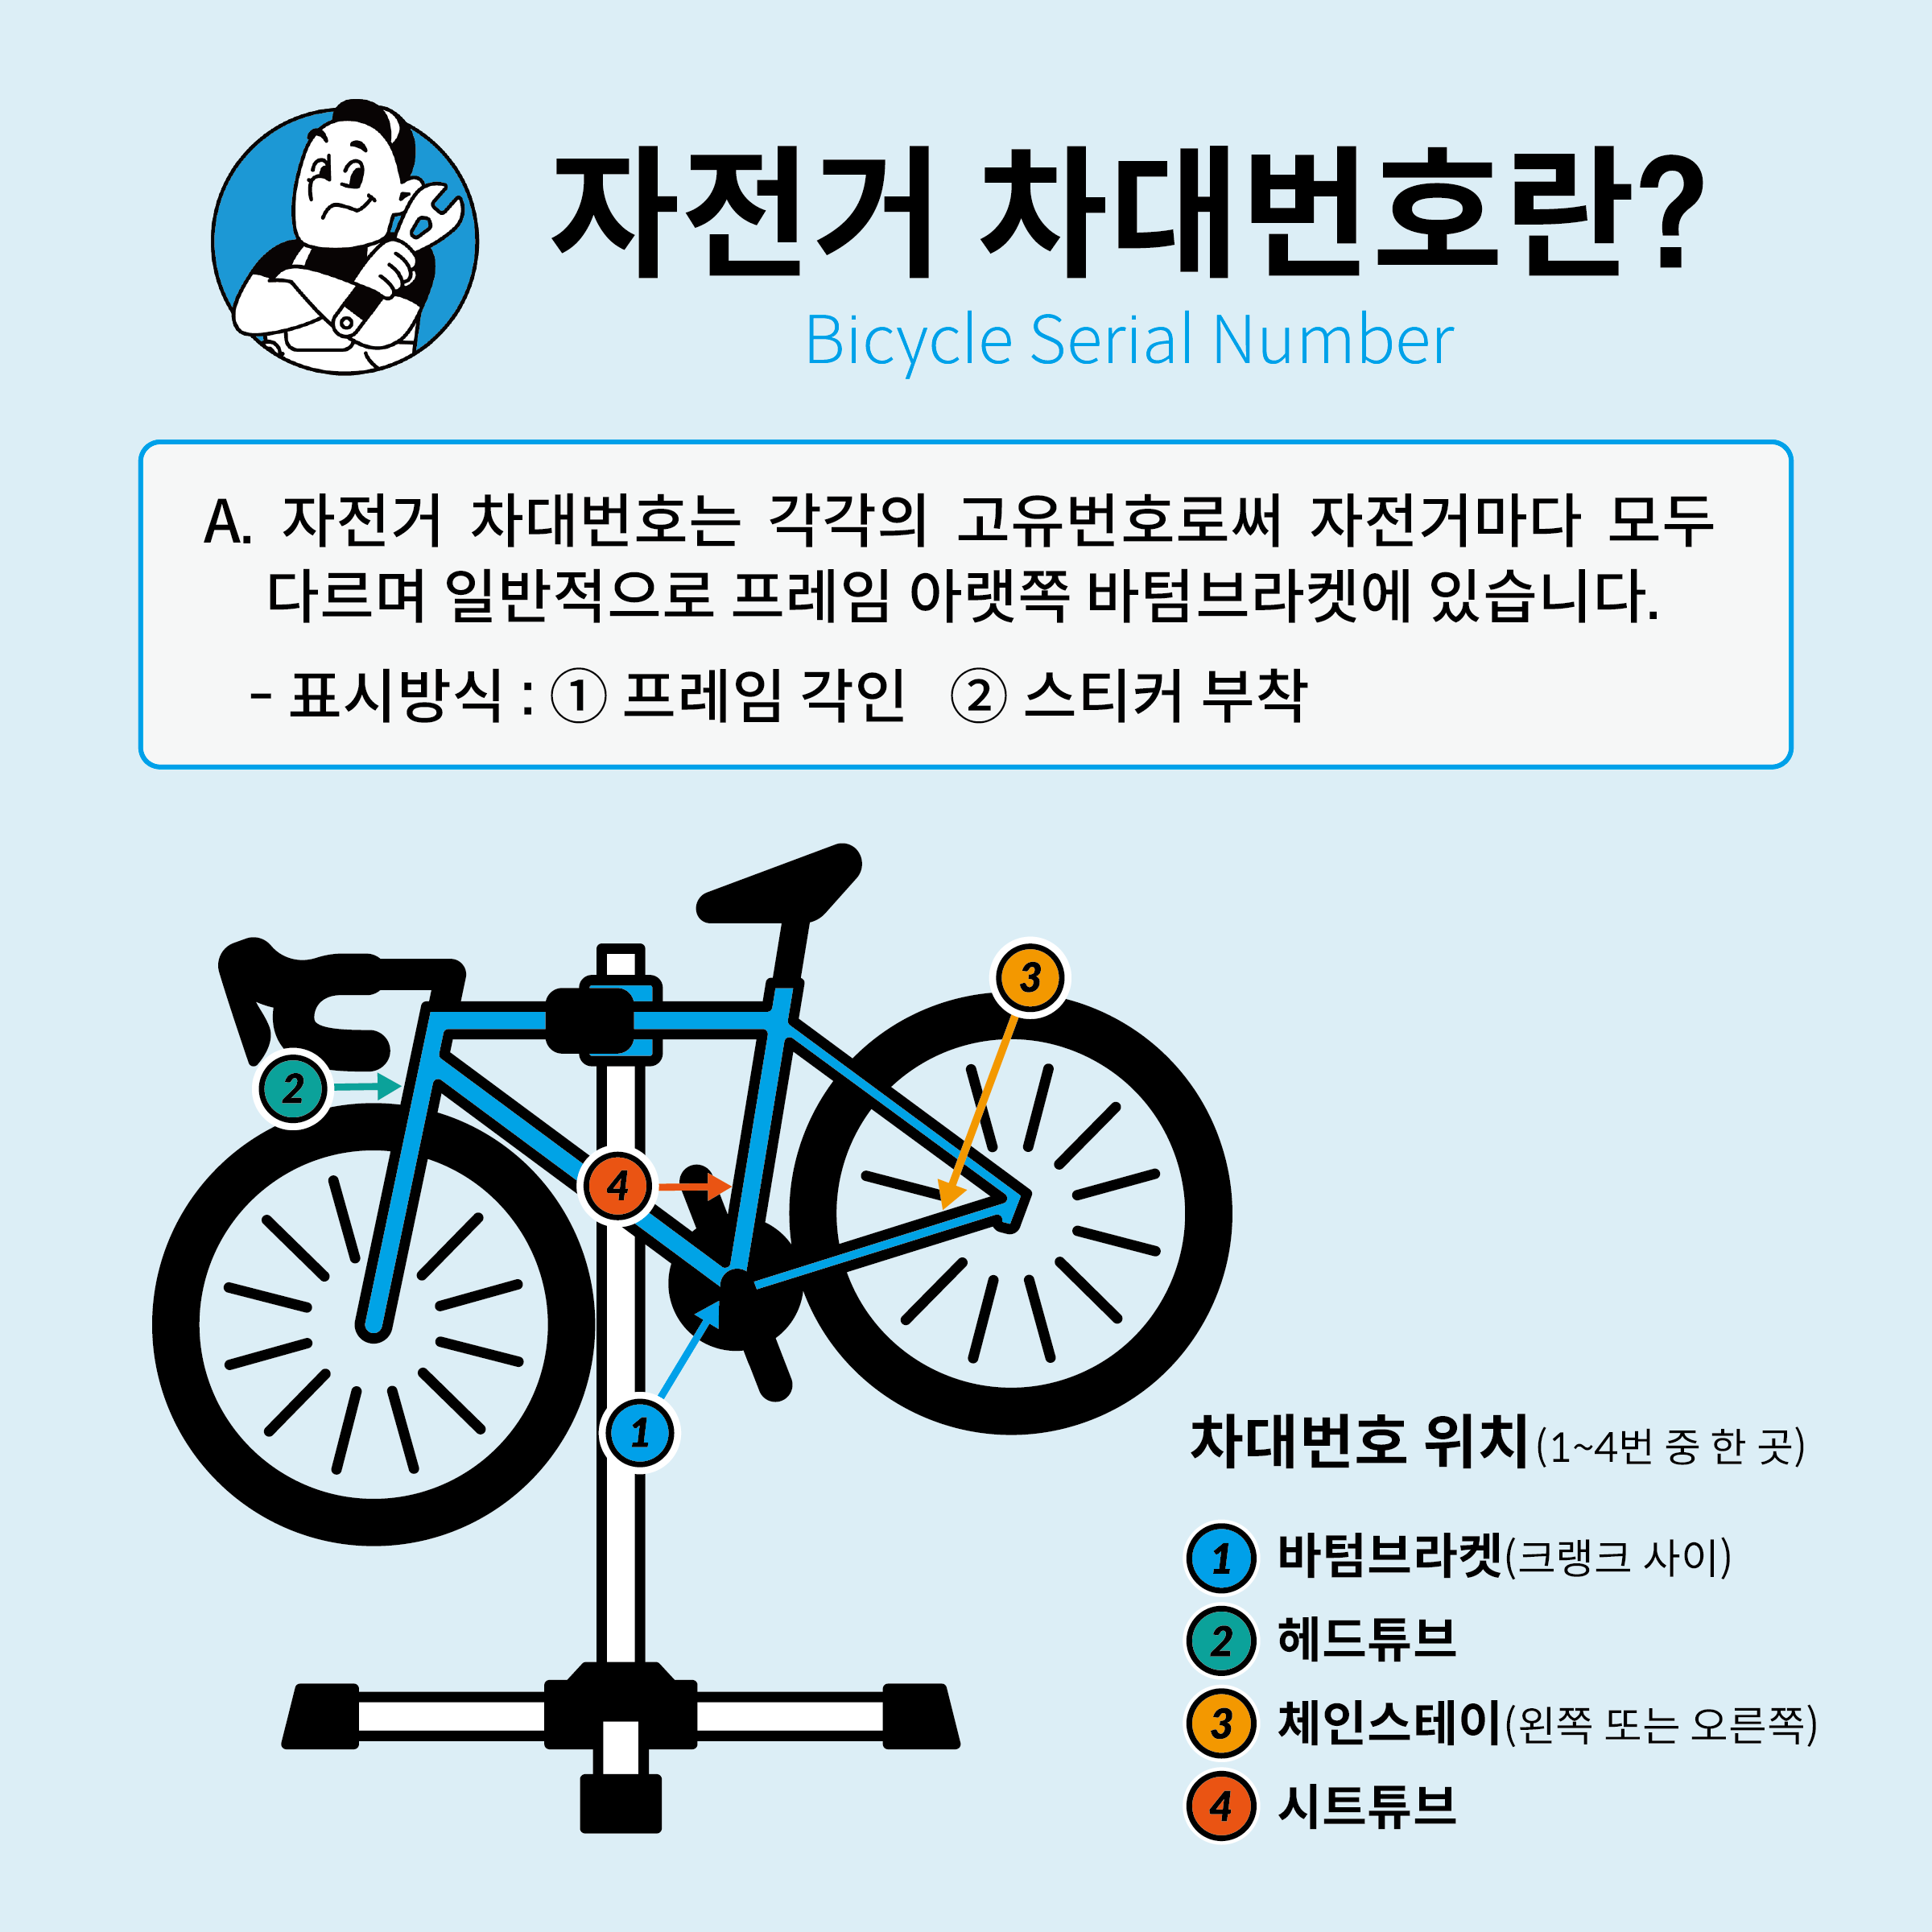 자전거 차대번호란?
Bicycle Serial Number
A. 자전거 차대번호는 각각의 고유번호로써 자전거마다 모두
다르며 일반적으로 프레임 아랫쪽 바텀브라켓에 있습니다.
- 표시방식 : ① 프레임 각인 ② 스티커 부착
3
2
4
1
차대번호 위치(1~4번 중 한 곳)
1 바텀브라켓(크랭크 사이)
2 헤드튜브
3 체인스테이(왼쪽 또는 오른쪽)
4 시트튜브